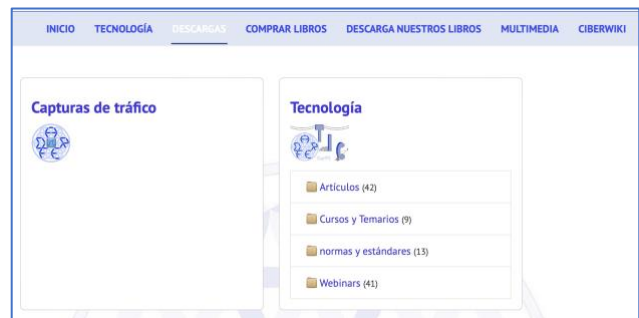 INICIO TECNOLOGÍA DESCARGAS COMPRAR LIBROS DESCARGA NUESTROS LIBROS MULTIMEDIA CIBERWIKI
Capturas de tráfico
Tecnología
Artículos (42)
Cursos y Temarios (9)
normas y estándares (13)
Webinars (41)